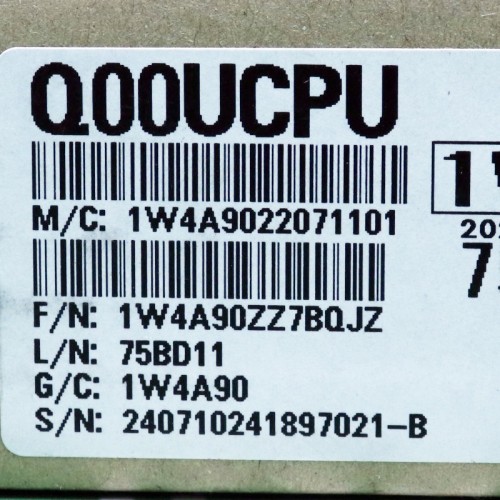 Q00UCPU
M/C: 1W4A9022071101
F/N: 1W4A90ZZ7BQJZ
L/N: 75BD11
G/C: 1W4A90
S/N: 240710241897021-B